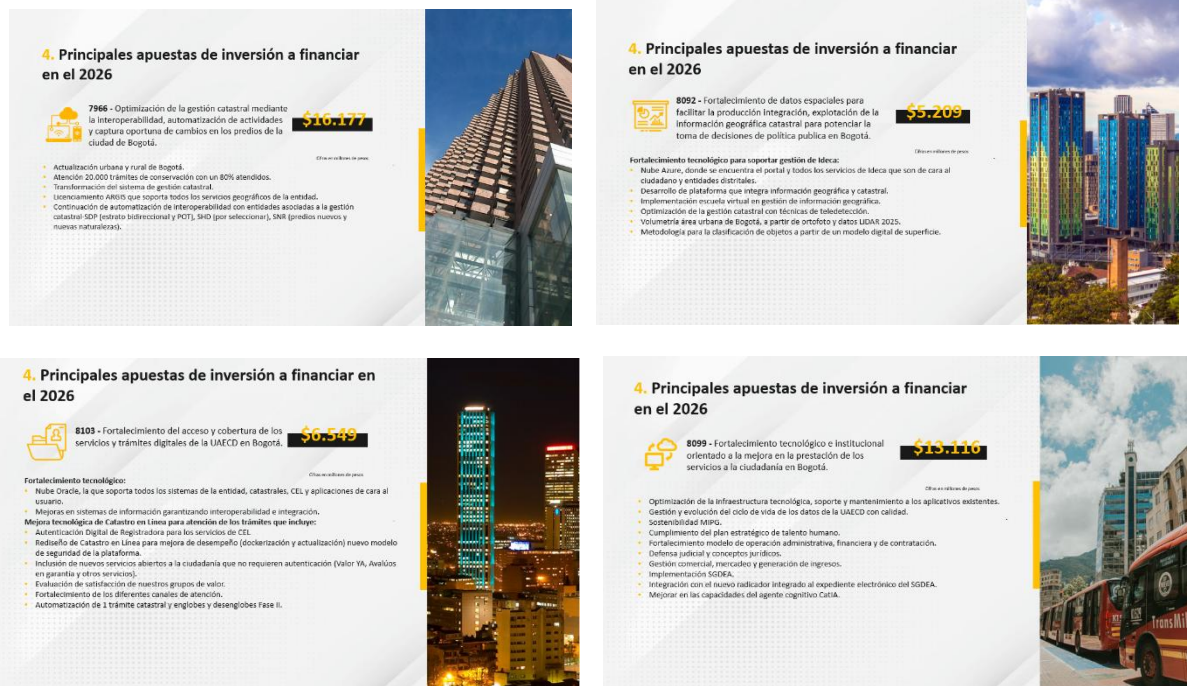 4. Principales apuestas de inversión a financiar
en el 2026
7966 - Optimización de la gestión catastral mediante
la interoperabilidad, automatización de actividades
y captura oportuna de cambios en los predios de la
ciudad de Bogotá.
$16.177
Cifras en millones de pesos
• Actualización urbana y rural de Bogotá.
• Atención 20.000 trámites de conservación con un 80% atendidos.
• Transformación del sistema de gestión catastral.
• Licenciamiento ARGIS que soporta todos los servicios geográficos de la entidad.
• Continuación de automatización de interoperabilidad con entidades asociadas a la gestión
catastral-SDP (estrato bidireccional y POT), SHD (por seleccionar), SNR (predios nuevos y
nuevas naturalezas).
4. Principales apuestas de inversión a financiar
en el 2026
8092 - Fortalecimiento de datos espaciales para
facilitar la producción integración, explotación de la
información geográfica catastral para potenciar la
toma de decisiones de política publica en Bogotá.
$5.209
Cifras en millones de pesos
Fortalecimiento tecnológico para soportar gestión de Ideca:
• Nube Azure, donde se encuentra el portal y todos los servicios de Ideca que son de cara al
ciudadano y entidades distritales.
• Desarrollo de plataforma que integra información geográfica y catastral.
• Implementación escuela virtual en gestión de información geográfica.
• Optimización de la gestión catastral con técnicas de teledetección.
• Volumetría área urbana de Bogotá, a partir de ortofoto y datos LIDAR 2025.
• Metodología para la clasificación de objetos a partir de un modelo digital de superficie.
4. Principales apuestas de inversión a financiar en
el 2026
8103 - Fortalecimiento del acceso y cobertura de los
servicios y trámites digitales de la UAECD en Bogotá.
$6.549
Cifras en millones de pesos
Fortalecimiento tecnológico:
• Nube Oracle, la que soporta todos los sistemas de la entidad, catastrales, CEL y aplicaciones de cara al
usuario.
• Mejoras en sistemas de información garantizando interoperabilidad e integración.
Mejora tecnológica de Catastro en Línea para atención de los trámites que incluye:
• Autenticación Digital de Registradora para los servicios de CEL
• Rediseño de Catastro en Línea para mejora de desempeño (dockerización y actualización) nuevo modelo
de seguridad de la plataforma.
• Inclusión de nuevos servicios abiertos a la ciudadanía que no requieren autenticación (Valor YA, Avalúos
en garantía y otros servicios).
• Evaluación de satisfacción de nuestros grupos de valor.
• Fortalecimiento de los diferentes canales de atención.
• Automatización de 1 trámite catastral y englobes y desenglobes Fase II.
4. Principales apuestas de inversión a financiar
en el 2026
8099 - Fortalecimiento tecnológico e institucional
orientado a la mejora en la prestación de los
servicios a la ciudadanía en Bogotá.
$13.116
Cifras en millones de pesos
• Optimización de la infraestructura tecnológica, soporte y mantenimiento a los aplicativos existentes.
• Gestión y evolución del ciclo de vida de los datos de la UAECD con calidad.
• Sostenibilidad MIPG.
• Cumplimiento del plan estratégico de talento humano.
• Fortalecimiento modelo de operación administrativa, financiera y de contratación.
• Defensa judicial y conceptos jurídicos.
• Gestión comercial, mercadeo y generación de ingresos.
• Implementación SGDEA.
• Integración con el nuevo radicador integrado al expediente electrónico del SGDEA.
• Mejorar en las capacidades del agente cognitivo CatIA.
TransMil